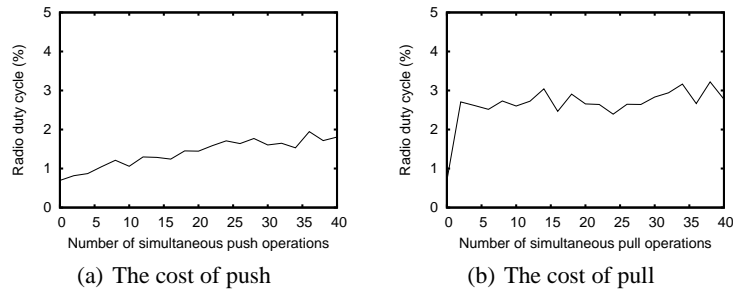 5
4
3
2
1
0
Radio duty cycle (%)
0 5 10 15 20 25 30 35 40
Number of simultaneous push operations
(a) The cost of push
5
4
3
2
1
0
Radio duty cycle (%)
0 5 10 15 20 25 30 35 40
Number of simultaneous pull operations
(b) The cost of pull